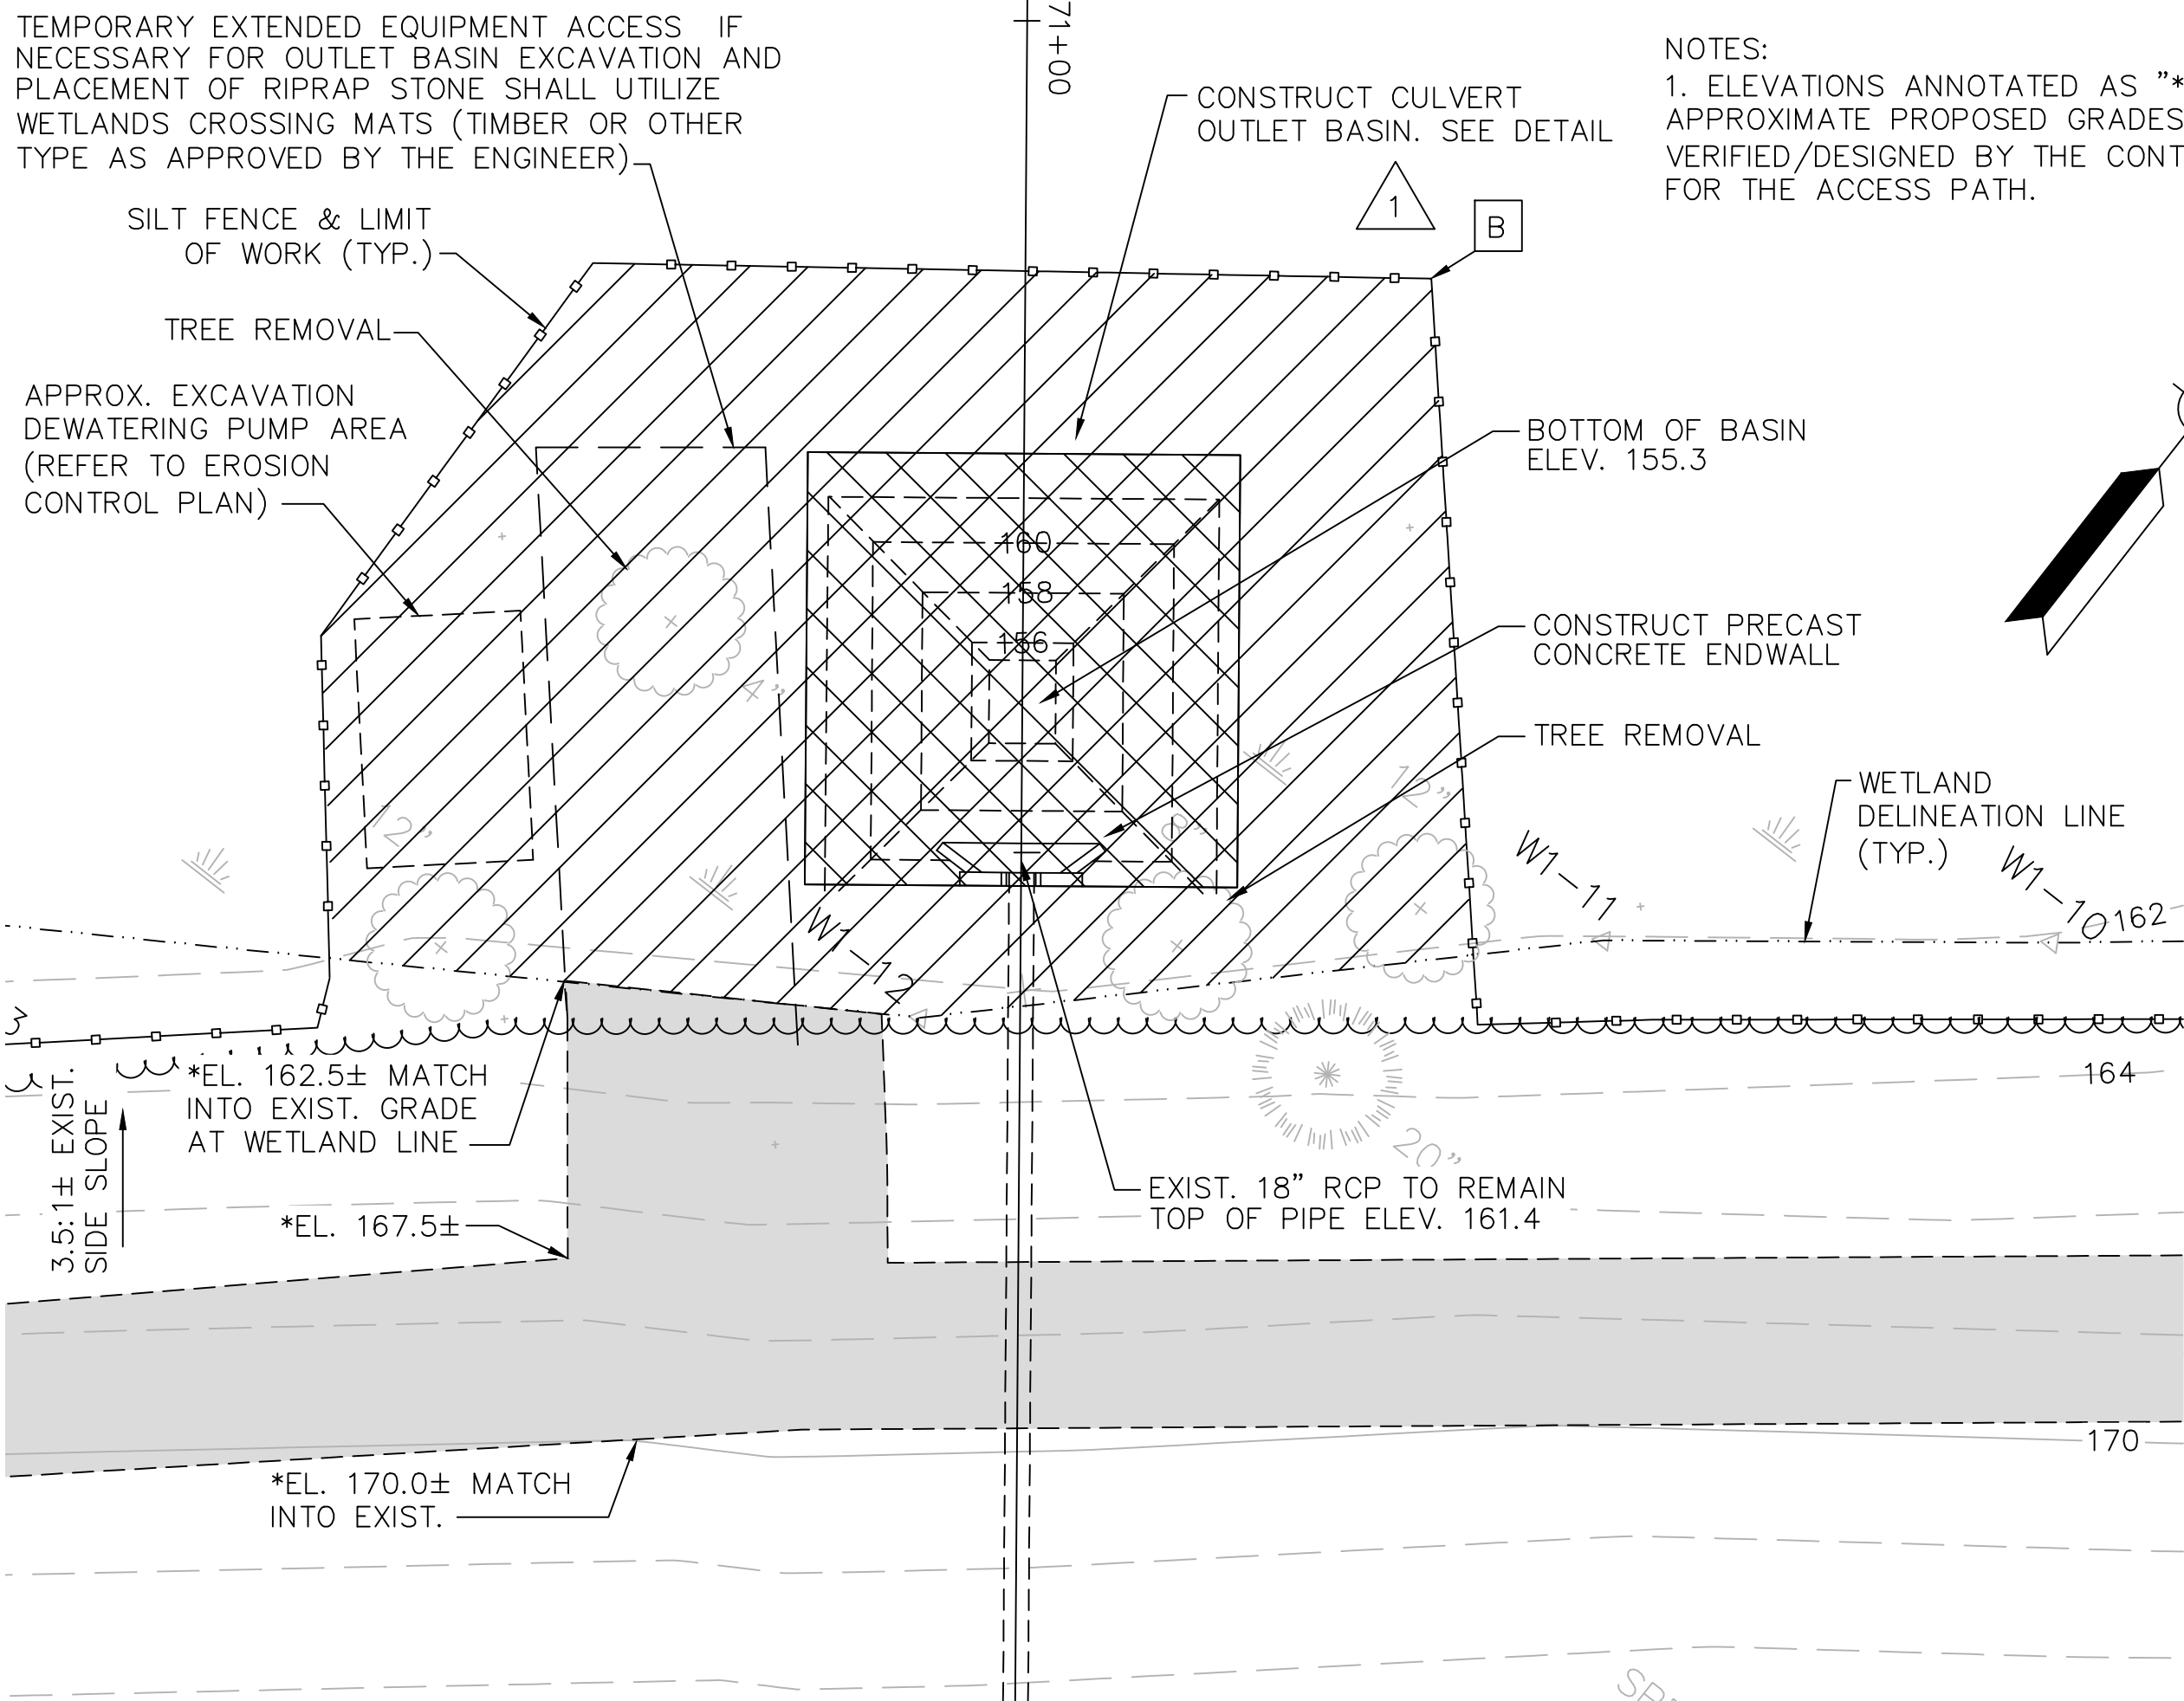 TEMPORARY EXTENDED EQUIPMENT ACCESS IF
NECESSARY FOR OUTLET BASIN EXCAVATION AND
PLACEMENT OF RIPRAP STONE SHALL UTILIZE
WETLANDS CROSSING MATS (TIMBER OR OTHER
TYPE AS APPROVED BY THE ENGINEER)
71+00
CONSTRUCT CULVERT
OUTLET BASIN. SEE DETAIL
1
B
NOTES:
1. ELEVATIONS ANNOTATED AS "*
APPROXIMATE PROPOSED GRADES
VERIFIED/DESIGNED BY THE CONT
FOR THE ACCESS PATH.
SILT FENCE & LIMIT
OF WORK (TYP.)
TREE REMOVAL
APPROX. EXCAVATION
DEWATERING PUMP AREA
(REFER TO EROSION
CONTROL PLAN)
BOTTOM OF BASIN
ELEV. 155.3
160
158
156
CONSTRUCT PRECAST
CONCRETE ENDWALL
TREE REMOVAL
4"
12"
8"
12"
WETLAND
DELINEATION LINE
(TYP.)
W1-11
W1-10
162
W1-12
3
*EL. 162.5± MATCH
INTO EXIST. GRADE
AT WETLAND LINE
3.5:1± EXIST.
SIDE SLOPE
164
20"
EXIST. 18" RCP TO REMAIN
TOP OF PIPE ELEV. 161.4
*EL. 167.5±
170
*EL. 170.0± MATCH
INTO EXIST.